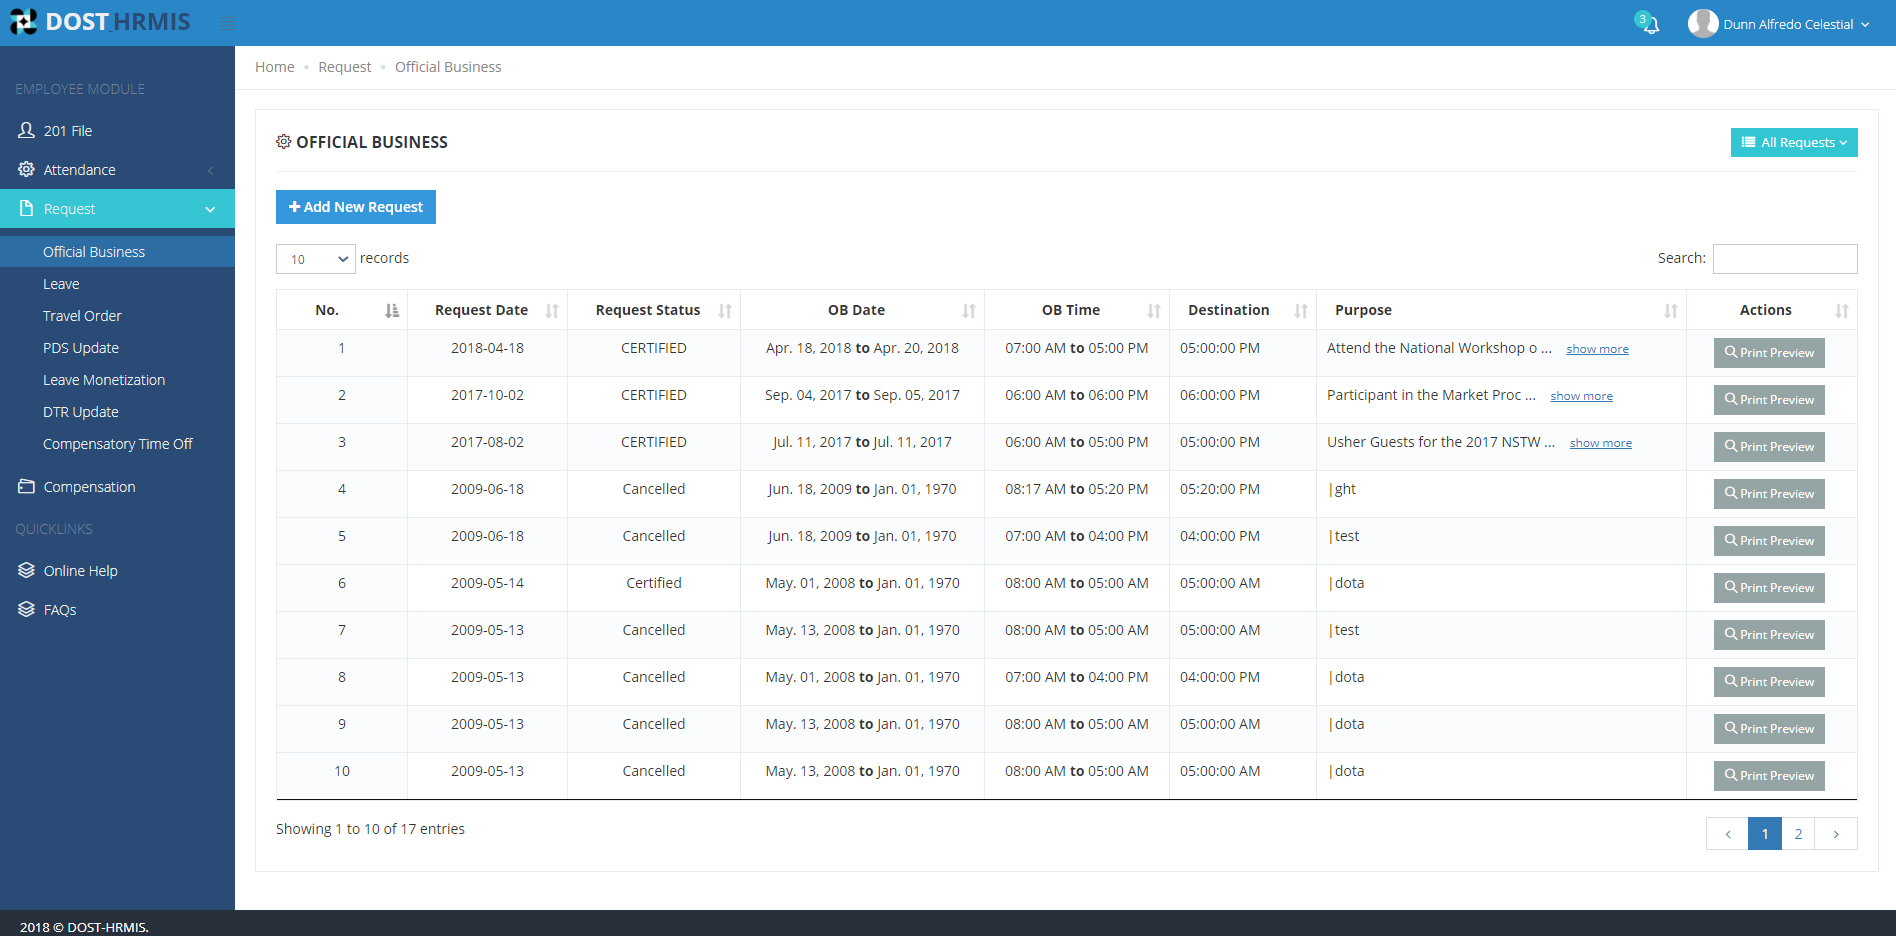 DOST_HRMIS
3
Dunn Alfredo Celestial
EMPLOYEE MODULE
201 File
Attendance
Request
Official Business
Leave
Travel Order
PDS Update
Leave Monetization
DTR Update
Compensatory Time Off
Compensation
QUICKLINKS
Online Help
FAQs
Home • Request • Official Business
OFFICIAL BUSINESS
All Requests
+ Add New Request
10 records
Search:
No. Request Date Request Status OB Date OB Time Destination Purpose Actions
1 2018-04-18 CERTIFIED Apr. 18, 2018 to Apr. 20, 2018 07:00 AM to 05:00 PM 05:00:00 PM Attend the National Workshop o ... show more Print Preview
2 2017-10-02 CERTIFIED Sep. 04, 2017 to Sep. 05, 2017 06:00 AM to 06:00 PM 06:00:00 PM Participant in the Market Proc ... show more Print Preview
3 2017-08-02 CERTIFIED Jul. 11, 2017 to Jul. 11, 2017 06:00 AM to 05:00 PM 05:00:00 PM Usher Guests for the 2017 NSTW ... show more Print Preview
4 2009-06-18 Cancelled Jun. 18, 2009 to Jan. 01, 1970 08:17 AM to 05:20 PM 05:20:00 PM |ght Print Preview
5 2009-06-18 Cancelled Jun. 18, 2009 to Jan. 01, 1970 07:00 AM to 04:00 PM 04:00:00 PM |test Print Preview
6 2009-05-14 Certified May. 01, 2008 to Jan. 01, 1970 08:00 AM to 05:00 AM 05:00:00 AM |dota Print Preview
7 2009-05-13 Cancelled May. 13, 2008 to Jan. 01, 1970 08:00 AM to 05:00 AM 05:00:00 AM |test Print Preview
8 2009-05-13 Cancelled May. 01, 2008 to Jan. 01, 1970 07:00 AM to 04:00 PM 04:00:00 PM |dota Print Preview
9 2009-05-13 Cancelled May. 13, 2008 to Jan. 01, 1970 08:00 AM to 05:00 AM 05:00:00 AM |dota Print Preview
10 2009-05-13 Cancelled May. 13, 2008 to Jan. 01, 1970 08:00 AM to 05:00 AM 05:00:00 AM |dota Print Preview
Showing 1 to 10 of 17 entries
‹ 1 2 ›
2018 © DOST-HRMIS.